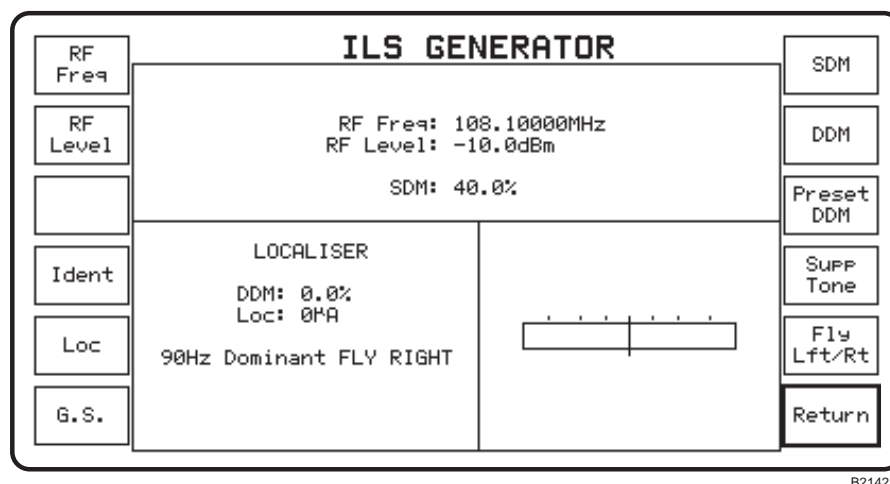 ILS GENERATOR
RF
Freq
RF
Level
Ident
Loc
G.S.
RF Freq: 108.10000MHz
RF Level: -10.0dBm
SDM: 40.0%
LOCALISER
DDM: 0.0%
Loc: 0µA
90Hz Dominant FLY RIGHT
SDM
DDM
Preset
DDM
Supp
Tone
Fly
Lft/Rt
Return
B2142